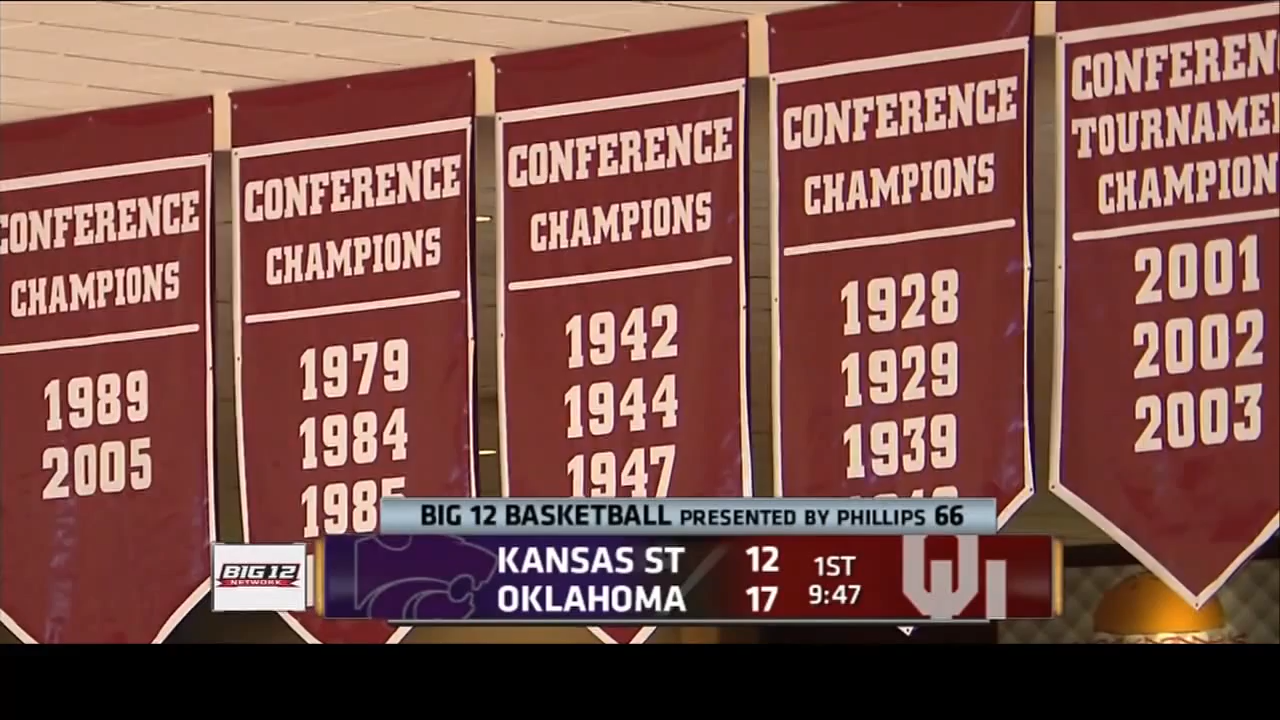 CONFERENCE
CHAMPIONS
1989
2005
CONFERENCE
CHAMPIONS
1979
1984
1985
CONFERENCE
CHAMPIONS
1942
1944
1947
CONFERENCE
CHAMPIONS
1928
1929
1939
CONFEREN
TOURNAME
CHAMPION
2001
2002
2003
BIG 12 BASKETBALL PRESENTED BY PHILLIPS 66
BIG 12
NETWORK
KANSAS ST 12
OKLAHOMA 17
1ST
9:47
OU